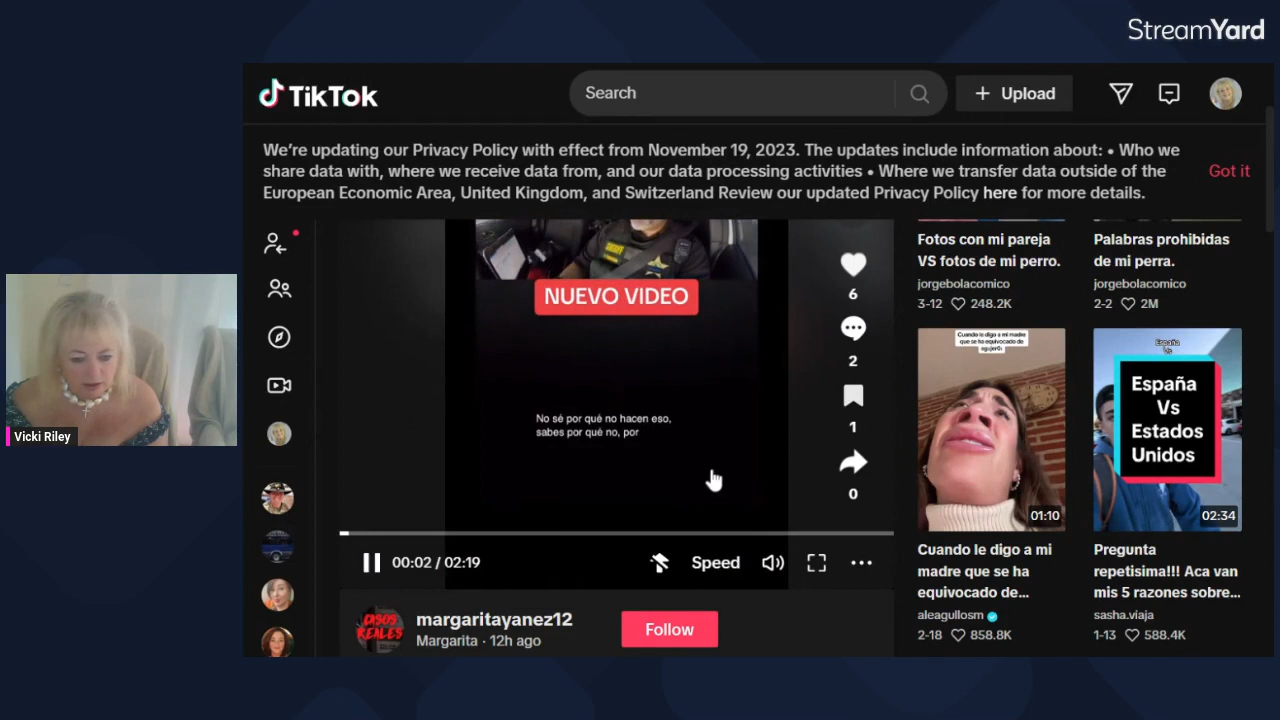 StreamYard
TikTok
Search
+ Upload
We're updating our Privacy Policy with effect from November 19, 2023. The updates include information about: • Who we
share data with, where we receive data from, and our data processing activities • Where we transfer data outside of the
European Economic Area, United Kingdom, and Switzerland Review our updated Privacy Policy here for more details.
Got it
Vicki Riley
SHERIFF
NUEVO VIDEO
No sé por qué no hacen eso,
sabes por qué no, por
6
2
1
0
00:02 / 02:19
Speed
CASOS
REALES
margaritayanez12
Margarita · 12h ago
Follow
Fotos con mi pareja
VS fotos de mi perro.
jorgebolacomico
3-12 248.2K
Palabras prohibidas
de mi perra.
jorgebolacomico
2-2 2M
Cuando le digo a mi madre
que se ha equivocado de
01:10
Cuando le digo a mi
madre que se ha
equivocado de...
aleagullosm
2-18 858.8K
España
Vs
España
Vs
Estados
Unidos
02:34
Pregunta
repetisima!!! Aca van
mis 5 razones sobre...
sasha.viaja
1-13 588.4K